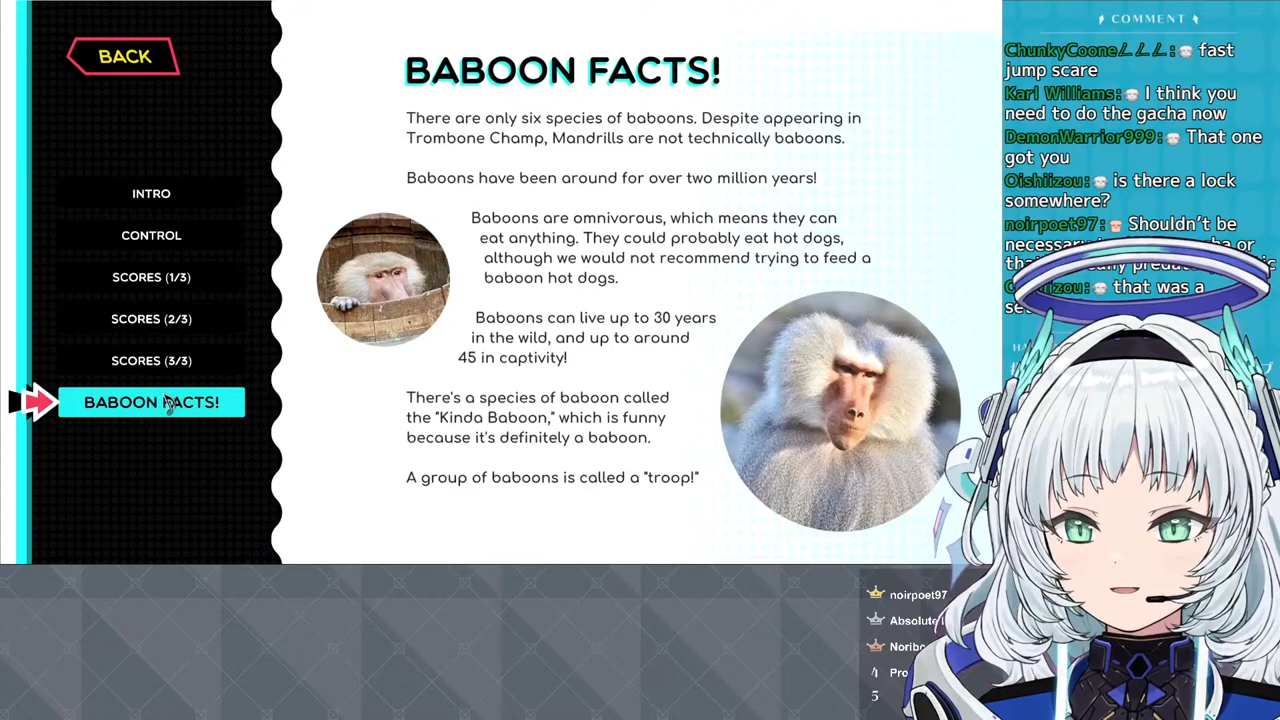 BACK
INTRO
CONTROL
SCORES (1/3)
SCORES (2/3)
SCORES (3/3)
BABOON FACTS!
BABOON FACTS!
There are only six species of baboons. Despite appearing in
Trombone Champ, Mandrills are not technically baboons.
Baboons have been around for over two million years!
Baboons are omnivorous, which means they can
eat anything. They could probably eat hot dogs,
although we would not recommend trying to feed a
baboon hot dogs.
Baboons can live up to 30 years
in the wild, and up to around
45 in captivity!
There's a species of baboon called
the "Kinda Baboon," which is funny
because it's definitely a baboon.
A group of baboons is called a "troop!"
COMMENT
ChunkyCooneㄥㄥㄥ: fast
jump scare
Karl Williams: I think you
need to do the gacha now
DemonWarrior999: That one
got you
Oishiizou: is there a lock
somewhere?
noirpoet97: Shouldn't be
that was a
noirpoet97
Absolute
4
5